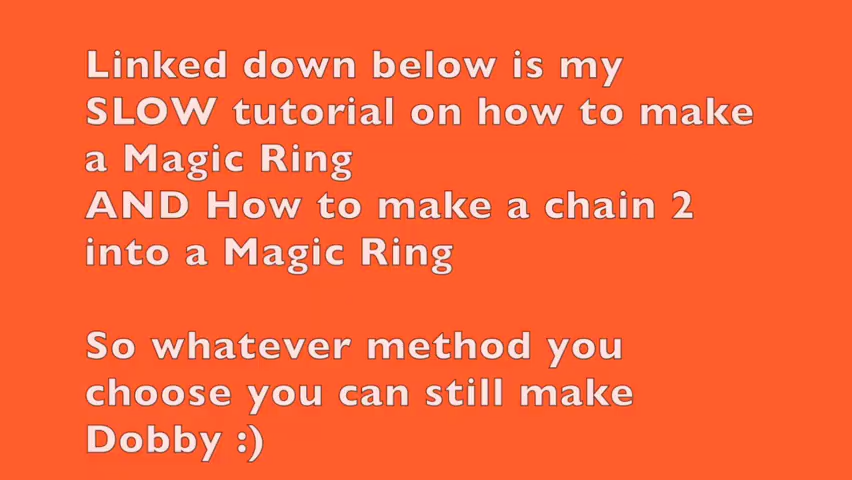 Linked down below is my
SLOW tutorial on how to make
a Magic Ring
AND How to make a chain 2
into a Magic Ring
So whatever method you
choose you can still make
Dobby :)